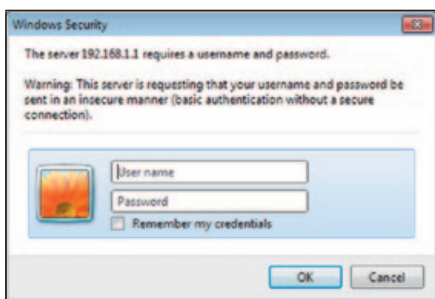 Windows Security
The server 192.168.1.1 requires a username and password.
Warning: This server is requesting that your username and password be
sent in an insecure manner (basic authentication without a secure
connection).
User name
Password
Remember my credentials
OK
Cancel